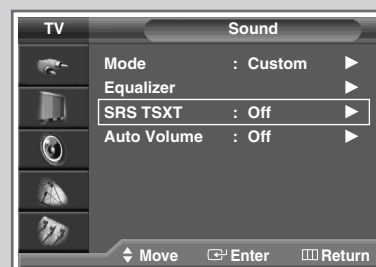 TV Sound
Mode : Custom
Equalizer
SRS TSXT : Off
Auto Volume : Off
Move Enter Return